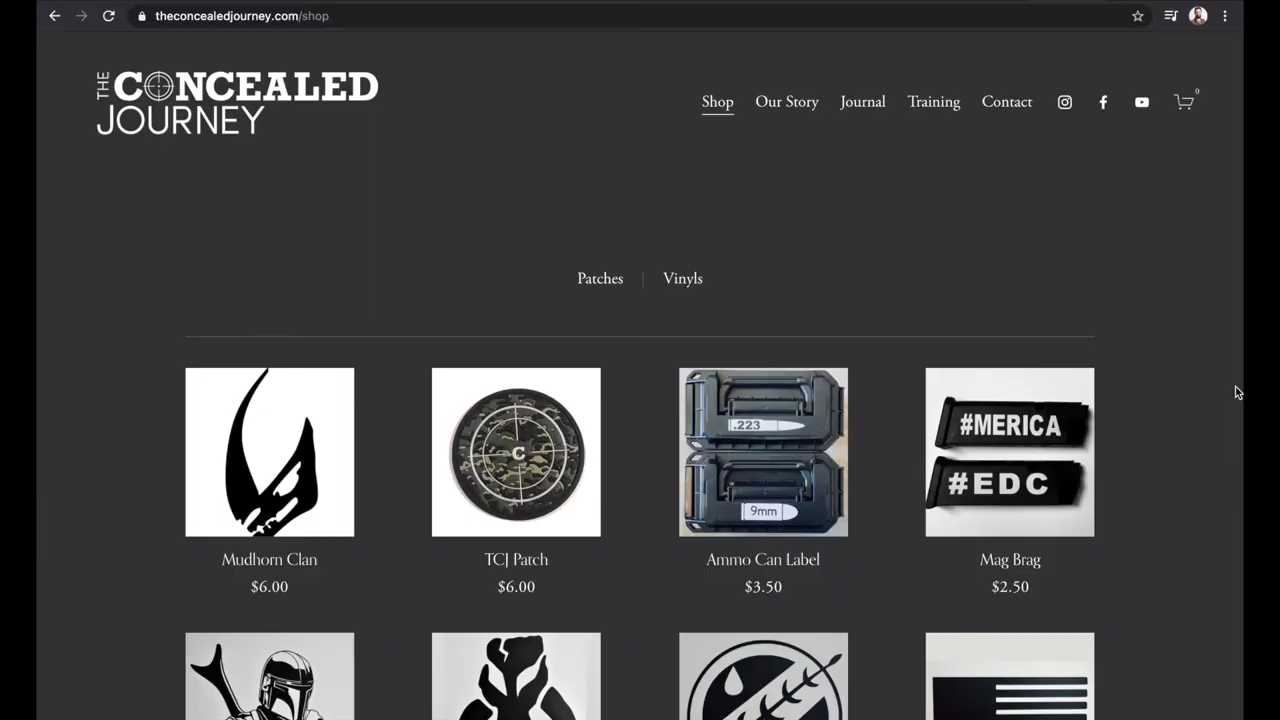 theconcealedjourney.com/shop
THE CONCEALED
JOURNEY
Shop Our Story Journal Training Contact 0
Patches | Vinyls
.223
9mm
C
#MERICA
#EDC
Mudhorn Clan
$6.00
TCJ Patch
$6.00
Ammo Can Label
$3.50
Mag Brag
$2.50